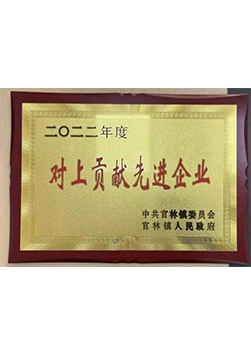 二〇二二年度
对上贡献先进企业
中共官林镇委员会
官林镇人民政府